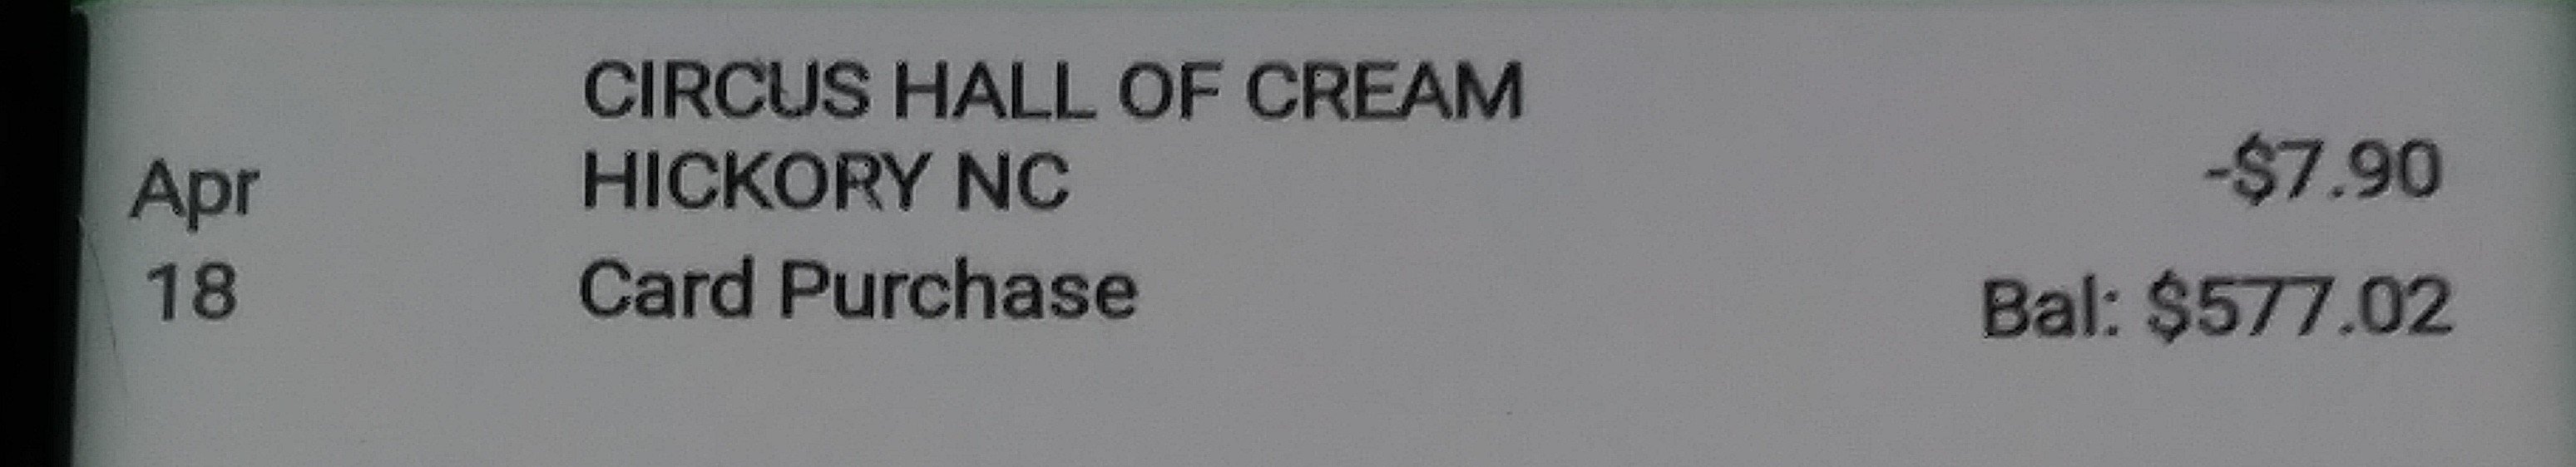 CIRCUS HALL OF CREAM
HICKORY NC
Apr
18
Card Purchase
-$7.90
Bal: $577.02